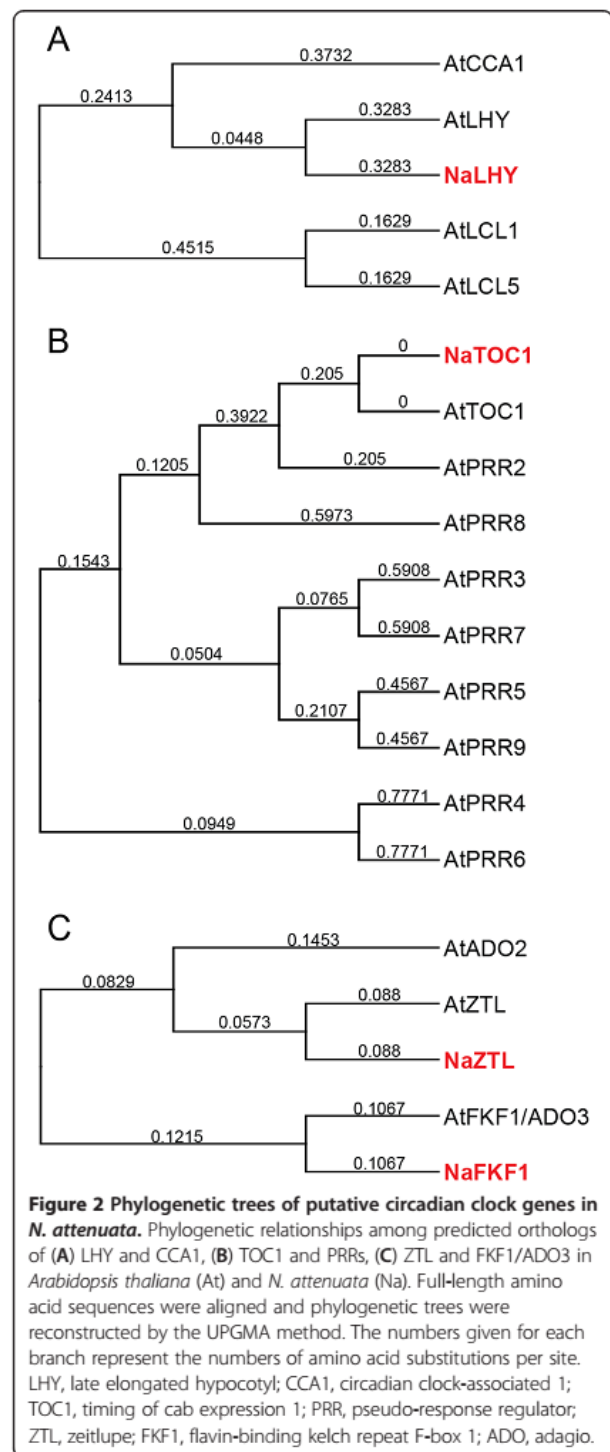 A
0.3732
AtCCA1
0.2413
0.3283
AtLHY
0.0448
0.3283
NaLHY
0.1629
AtLCL1
0.4515
0.1629
AtLCL5
B
0
NaTOC1
0.205
0
AtTOC1
0.3922
0.205
AtPRR2
0.1205
0.5973
AtPRR8
0.1543
0.5908
AtPRR3
0.0765
0.5908
AtPRR7
0.0504
0.4567
AtPRR5
0.2107
0.4567
AtPRR9
0.7771
AtPRR4
0.0949
0.7771
AtPRR6
C
0.1453
AtADO2
0.0829
0.088
AtZTL
0.0573
0.088
NaZTL
0.1067
AtFKF1/ADO3
0.1215
0.1067
NaFKF1
Figure 2 Phylogenetic trees of putative circadian clock genes in
N. attenuata. Phylogenetic relationships among predicted orthologs
of (A) LHY and CCA1, (B) TOC1 and PRRs, (C) ZTL and FKF1/ADO3 in
Arabidopsis thaliana (At) and N. attenuata (Na). Full-length amino
acid sequences were aligned and phylogenetic trees were
reconstructed by the UPGMA method. The numbers given for each
branch represent the numbers of amino acid substitutions per site.
LHY, late elongated hypocotyl; CCA1, circadian clock-associated 1;
TOC1, timing of cab expression 1; PRR, pseudo-response regulator;
ZTL, zeitlupe; FKF1, flavin-binding kelch repeat F-box 1; ADO, adagio.